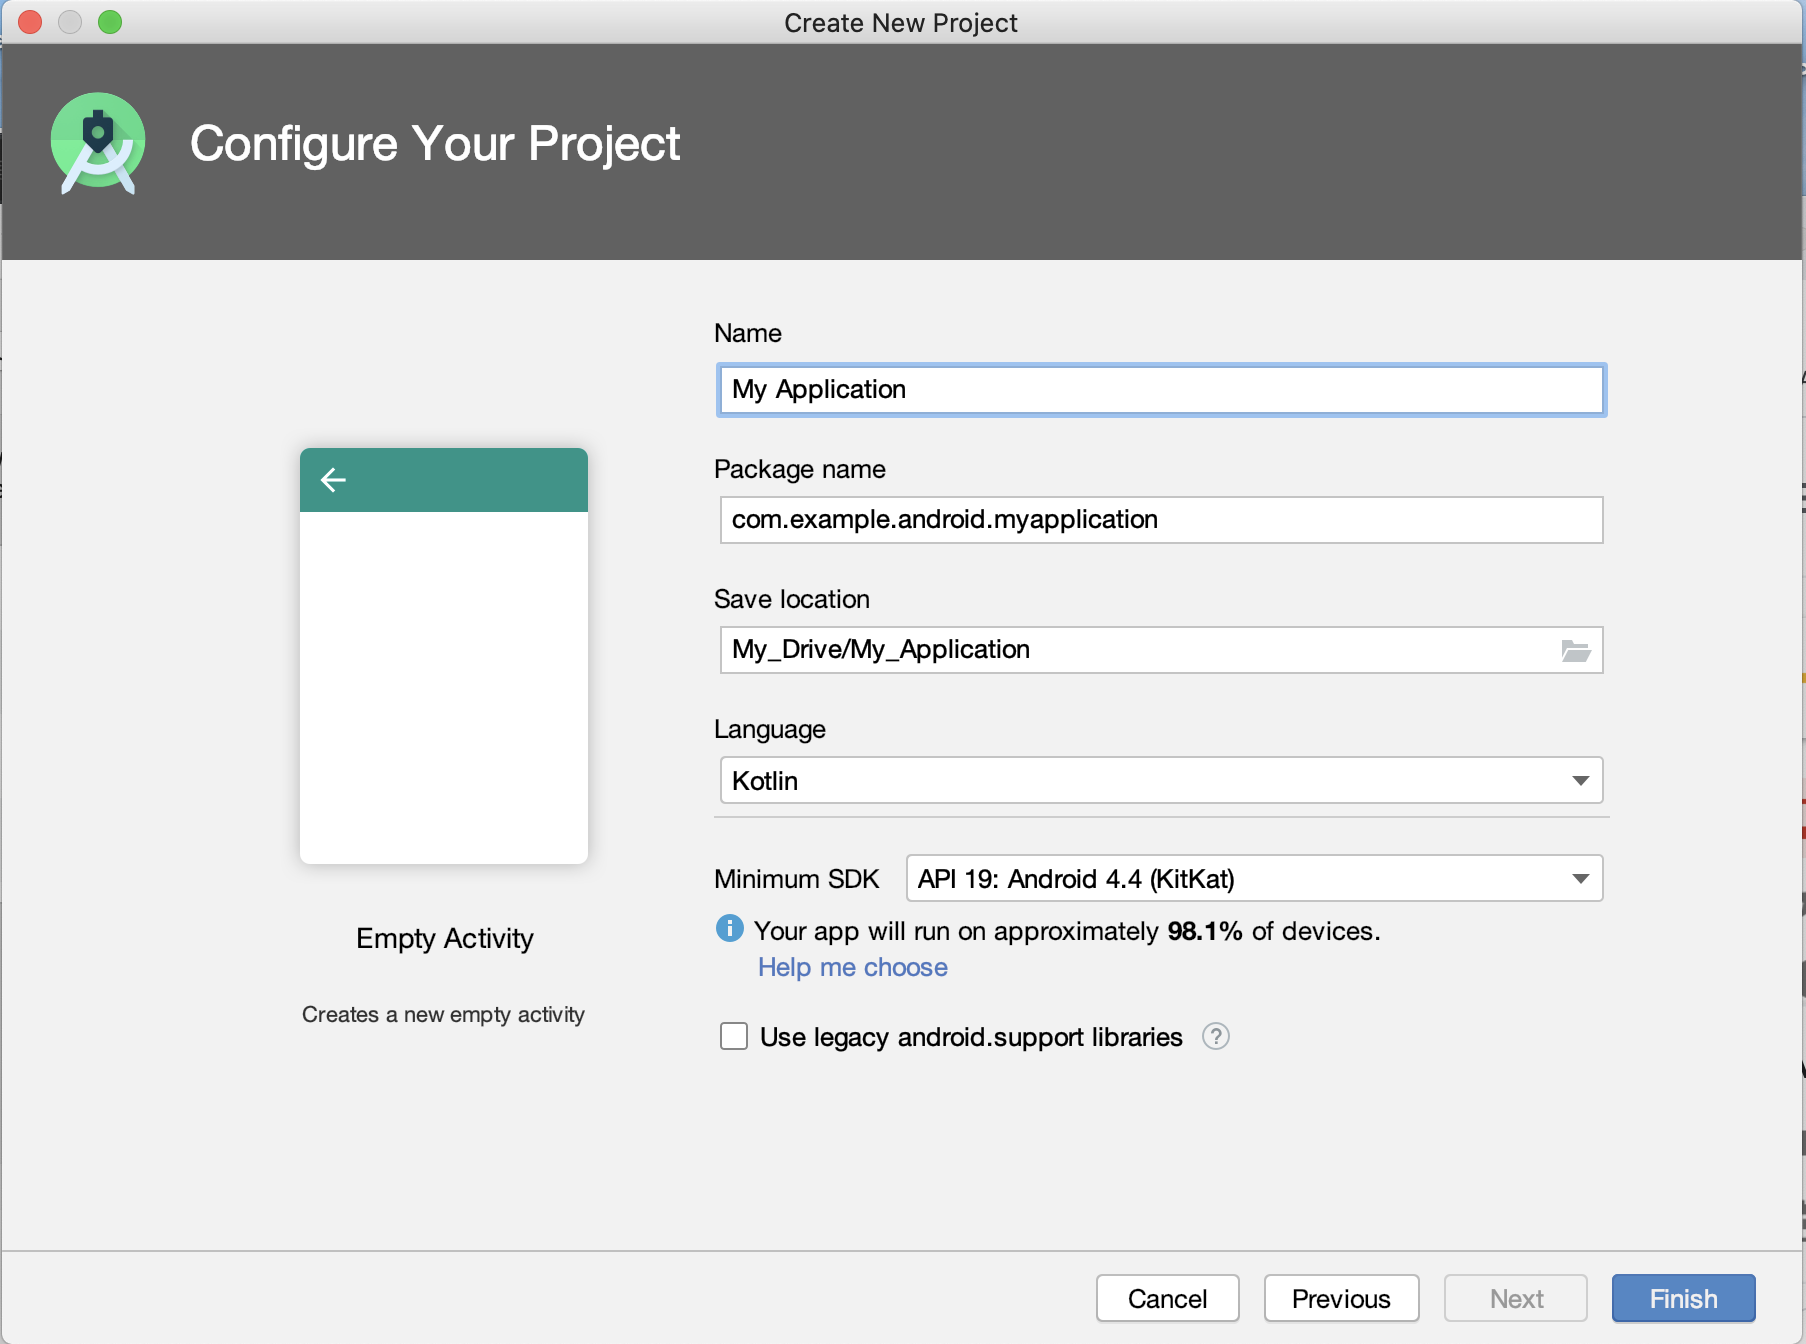 Create New Project
Configure Your Project
Name
My Application
Package name
com.example.android.myapplication
Save location
My_Drive/My_Application
Language
Kotlin
Minimum SDK API 19: Android 4.4 (KitKat)
i Your app will run on approximately 98.1% of devices.
Help me choose
Use legacy android.support libraries ?
Empty Activity
Creates a new empty activity
Cancel Previous Next Finish